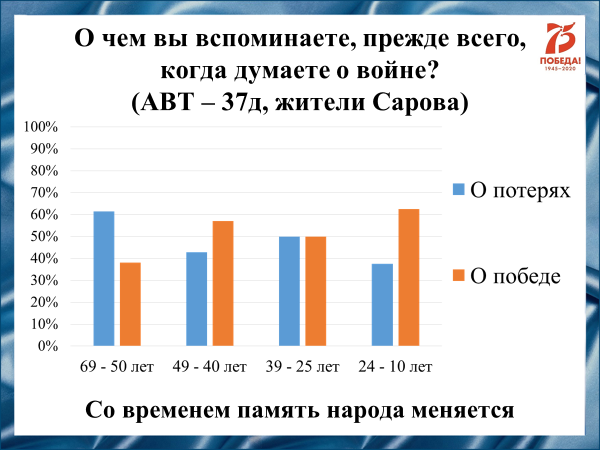 О чем вы вспоминаете, прежде всего,
когда думаете о войне?
(АВТ – 37д, жители Сарова)
75
ПОБЕДА!
1945–2020
100%
90%
80%
70%
60%
50%
40%
30%
20%
10%
0%
69 - 50 лет 49 - 40 лет 39 - 25 лет 24 - 10 лет
О потерях
О победе
Со временем память народа меняется